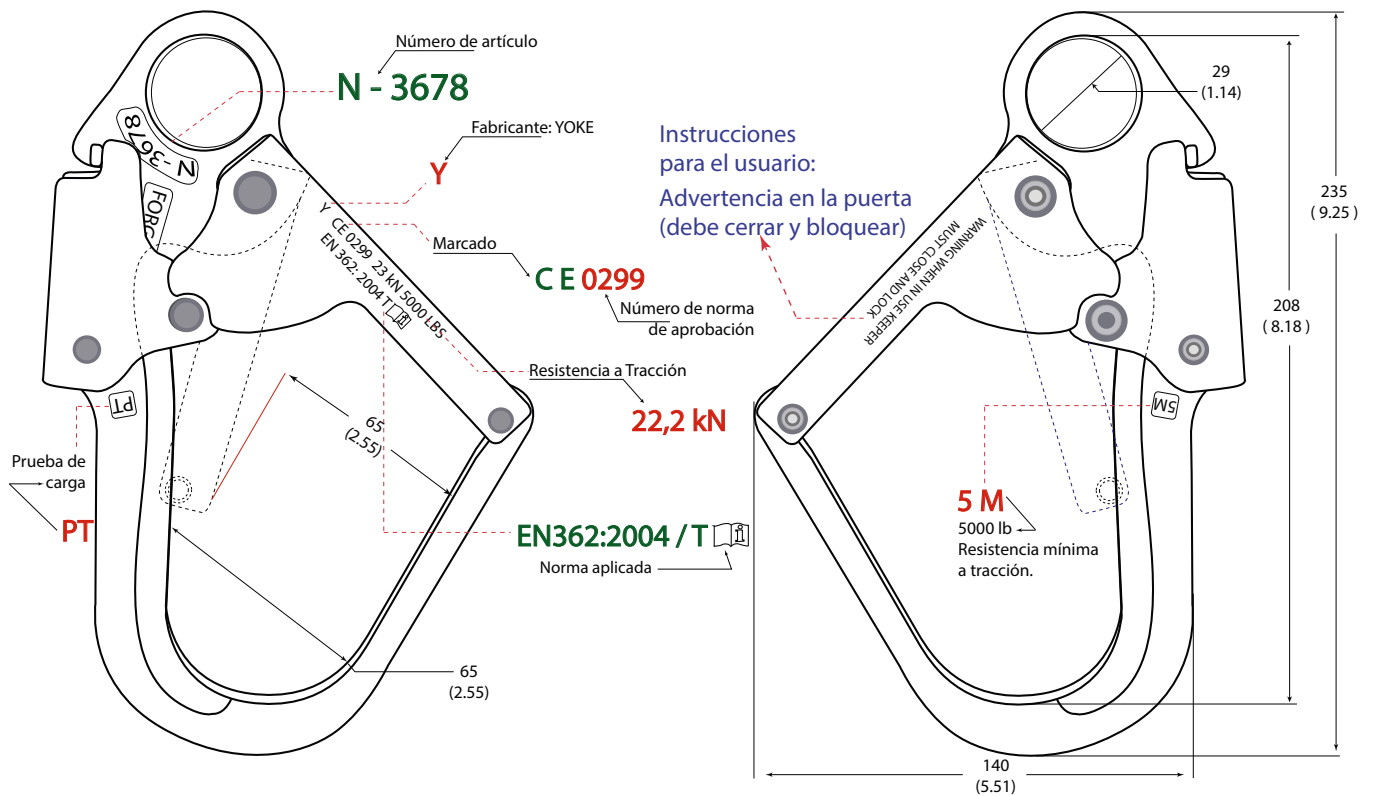 Número de artículo
N - 3678
N - 3678
FORG
Fabricante: YOKE
Y
Y CE 0299 23 kN 5000 LBS
EN 362: 2004 T
Marcado
C E 0299
Número de norma
de aprobación
Resistencia a Tracción
22,2 kN
65
(2.55)
PT
Prueba de
carga
PT
EN362:2004 / T
Norma aplicada
65
(2.55)
Instrucciones
para el usuario:
Advertencia en la puerta
(debe cerrar y bloquear)
WARNING WHEN IN USE KEEPER
MUST CLOSE AND LOCK
29
(1.14)
235
( 9.25 )
208
( 8.18 )
5M
5 M
5000 lb
Resistencia mínima
a tracción.
140
(5.51)